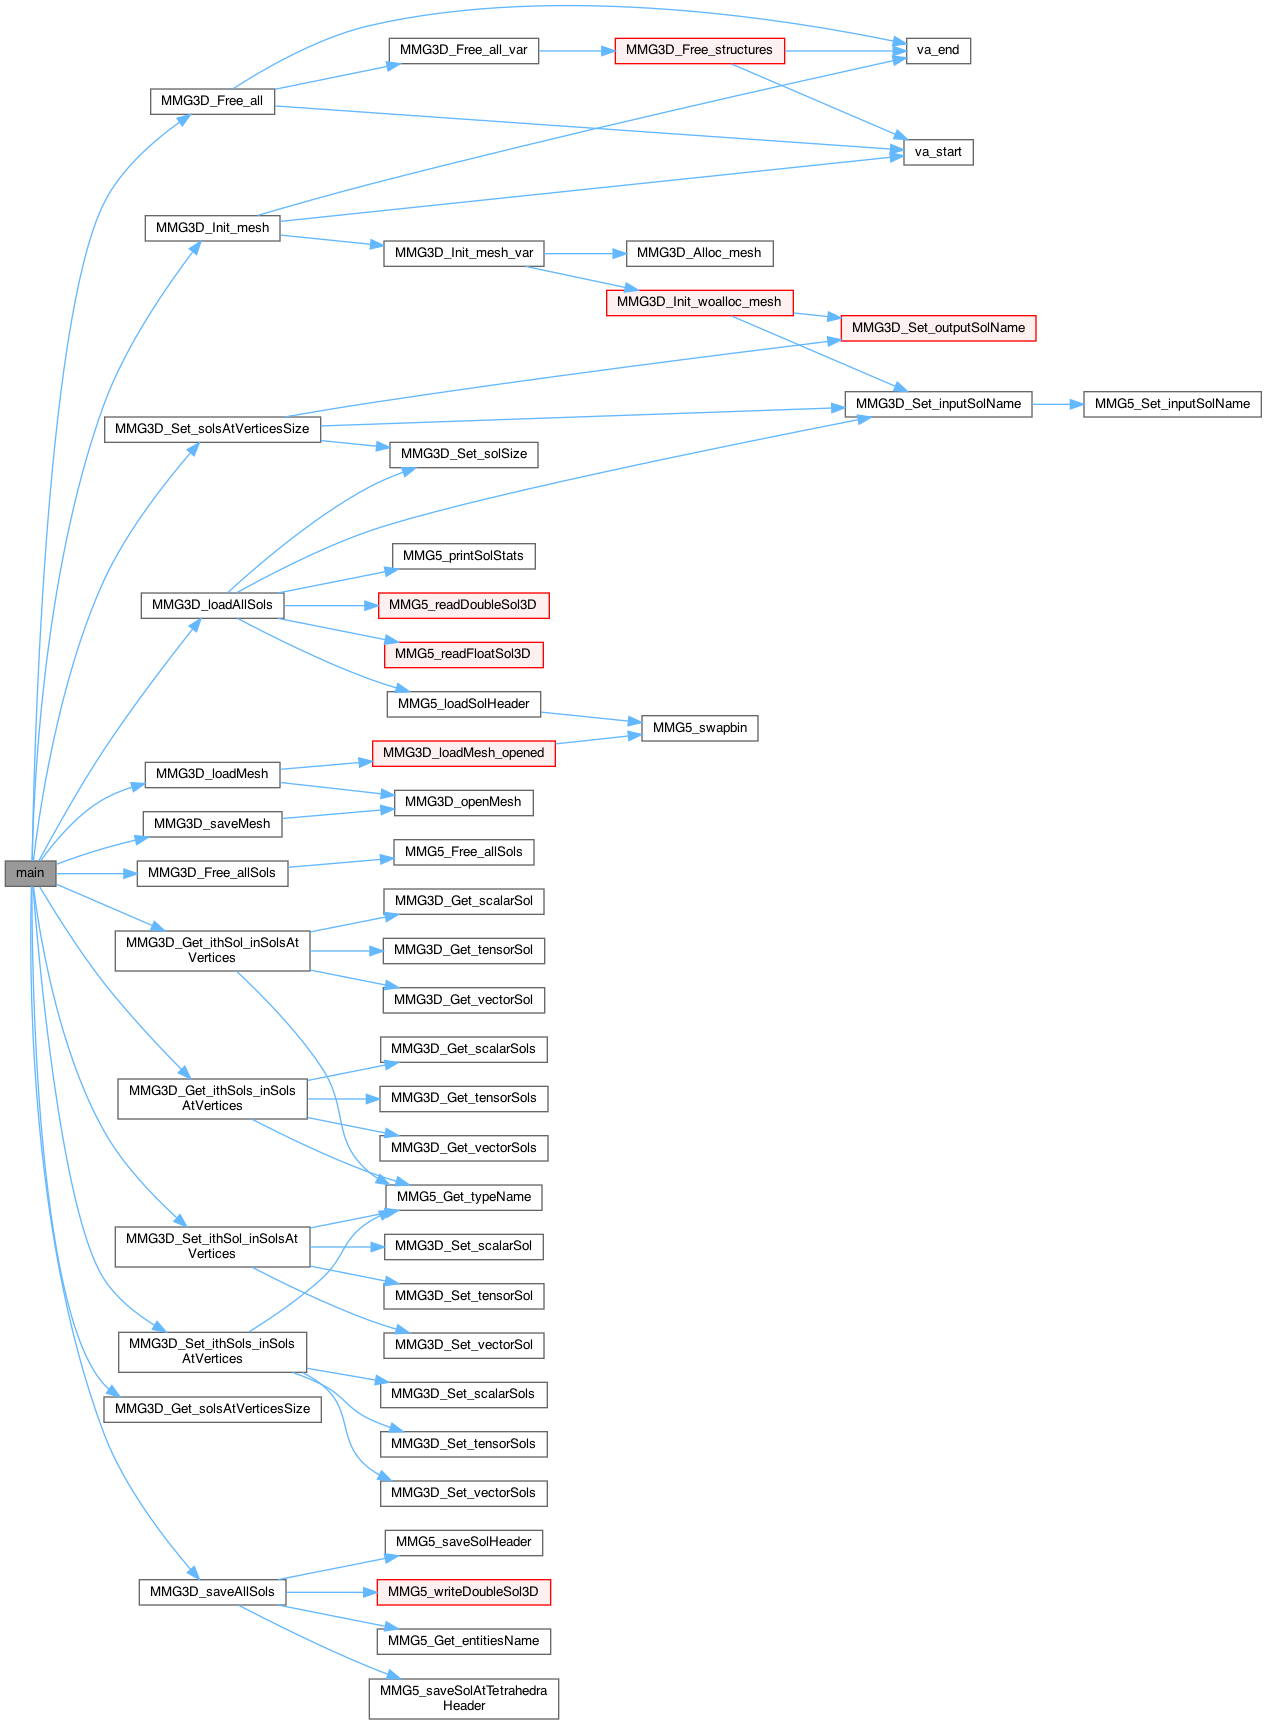 MMG3D_Free_all_var
MMG3D_Free_structures
va_end
MMG3D_Free_all
va_start
MMG3D_Init_mesh
MMG3D_Init_mesh_var
MMG3D_Alloc_mesh
MMG3D_Init_woalloc_mesh
MMG3D_Set_outputSolName
MMG3D_Set_inputSolName
MMG5_Set_inputSolName
MMG3D_Set_solsAtVerticesSize
MMG3D_Set_solSize
MMG5_printSolStats
MMG3D_loadAllSols
MMG5_readDoubleSol3D
MMG5_readFloatSol3D
MMG5_loadSolHeader
MMG5_swapbin
MMG3D_loadMesh_opened
MMG3D_loadMesh
MMG3D_openMesh
MMG3D_saveMesh
MMG5_Free_allSols
main
MMG3D_Free_allSols
MMG3D_Get_scalarSol
MMG3D_Get_ithSol_inSolsAt
Vertices
MMG3D_Get_tensorSol
MMG3D_Get_vectorSol
MMG3D_Get_scalarSols
MMG3D_Get_ithSols_inSols
AtVertices
MMG3D_Get_tensorSols
MMG3D_Get_vectorSols
MMG5_Get_typeName
MMG3D_Set_ithSol_inSolsAt
Vertices
MMG3D_Set_scalarSol
MMG3D_Set_tensorSol
MMG3D_Set_vectorSol
MMG3D_Set_ithSols_inSols
AtVertices
MMG3D_Set_scalarSols
MMG3D_Get_solsAtVerticesSize
MMG3D_Set_tensorSols
MMG3D_Set_vectorSols
MMG5_saveSolHeader
MMG3D_saveAllSols
MMG5_writeDoubleSol3D
MMG5_Get_entitiesName
MMG5_saveSolAtTetrahedra
Header